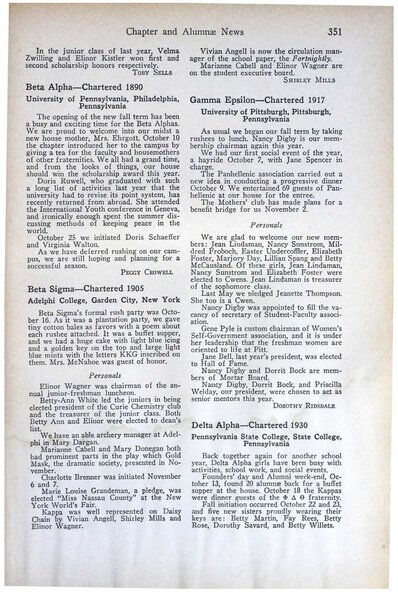 Chapter and Alumnæ News 351
In the junior class of last year, Velma
Zwilling and Elinor Kistler won first and
second scholarship honors respectively.
TOBY SELLS
Beta Alpha—Chartered 1890
University of Pennsylvania, Philadelphia,
Pennsylvania
The opening of the new fall term has been
a busy and exciting time for the Beta Alphas.
We are proud to welcome into our midst a
new house mother, Mrs. Ehrgott. October 10
the chapter introduced her to the campus by
giving a tea for the faculty and housemothers
of other fraternities. We all had a grand time,
and from the looks of things, our house
should win the scholarship award this year.
Doris Ruwell, who graduated with such
a long list of activities last year that the
university had to revise its point system, has
recently returned from abroad. She attended
the International Youth conference in Geneva,
and ironically enough spent the summer dis-
cussing methods of keeping peace in the
world.
October 25 we initiated Doris Schaeffer
and Virginia Walton.
As we have deferred rushing on our cam-
pus, we are still hoping and planning for a
successful season.
PEGGY CROWELL
Beta Sigma—Chartered 1905
Adelphi College, Garden City, New York
Beta Sigma's formal rush party was Octo-
ber 16. As it was a plantation party, we gave
tiny cotton bales as favors with a poem about
each rushee attached. It was a buffet supper,
and we had a huge cake with light blue icing
and a golden key on the top and large light
blue mints with the letters KKG inscribed on
them. Mrs. McNaboe was guest of honor.
Personals
Elinor Wagner was chairman of the an-
nual junior-freshman luncheon.
Betty-Ann White led the juniors in being
elected president of the Curie Chemistry club
and the treasurer of the junior class. Both
Betty Ann and Elinor were elected to dean's
list.
We have an able archery manager at Adel-
phi in Mary Dargan.
Marianne Cabell and Mary Donegan both
had prominent parts in the play which Gold
Mask, the dramatic society, presented in No-
vember.
Charlotte Brenner was initiated November
6 and 7.
Marie Louise Grandeman, a pledge, was
elected "Miss Nassau County" at the New
York World's Fair.
Kappa was well represented on Daisy
Chain by Vivian Angell, Shirley Mills and
Elinor Wagner.
Vivian Angell is now the circulation man-
ager of the school paper, the Fortnightly.
Marianne Cabell and Elinor Wagner are
on the student executive board.
SHIRLEY MILLS
Gamma Epsilon—Chartered 1917
University of Pittsburgh, Pittsburgh,
Pennsylvania
As usual we began our fall term by taking
rushees to lunch. Nancy Digby is our mem-
bership chairman again this year.
We had our first social event of the year,
a hayride October 7, with Jane Spencer in
charge.
The Panhellenic association carried out a
new idea in conducting a progressive dinner
October 9. We entertained 69 guests of Pan-
hellenic at our house for the entree.
The Mothers' club has made plans for a
benefit bridge for us November 2.
Personals
We are glad to welcome our new mem-
bers: Jean Lindaman, Nancy Sunstrom, Mil-
dred Froboch, Easter Undercoffler, Elizabeth
Foster, Marjory Day, Lillian Spang and Betty
McCausland. Of these girls, Jean Lindaman,
Nancy Sunstrom and Elizabeth Foster were
elected to Cwens. Jean Lindaman is treasurer
of the sophomore class.
Last May we pledged Jeanette Thompson.
She too is a Cwen.
Nancy Digby was appointed to fill the va-
cancy of secretary of Student-Faculty associ-
ation.
Gene Pyle is custom chairman of Women's
Self-Government association, and it is under
her leadership that the freshmen women are
oriented to life at Pitt.
Jane Bell, last year's president, was elected
to Hall of Fame.
Nancy Digby and Dorrit Bock are mem-
bers of Mortar Board.
Nancy Digby, Dorrit Bock, and Priscilla
Welday, our president, were chosen to act as
senior mentors this year.
DOROTHY RIDSDALE
Delta Alpha—Chartered 1930
Pennsylvania State College, State College,
Pennsylvania
Back together again for another school
year, Delta Alpha girls have been busy with
activities, school work, and social events.
Founders' day and Alumni week-end, Oc-
tober 13, found 20 alumnæ back for a buffet
supper at the house. October 18 the Kappas
were dinner guests of the Φ Δ Θ fraternity.
Fall initiation occurred October 22 and 23,
and five new sisters proudly wearing their
keys are: Betty Martin, Fay Rees, Betty
Rose, Dorothy Savard, and Betty Willets.